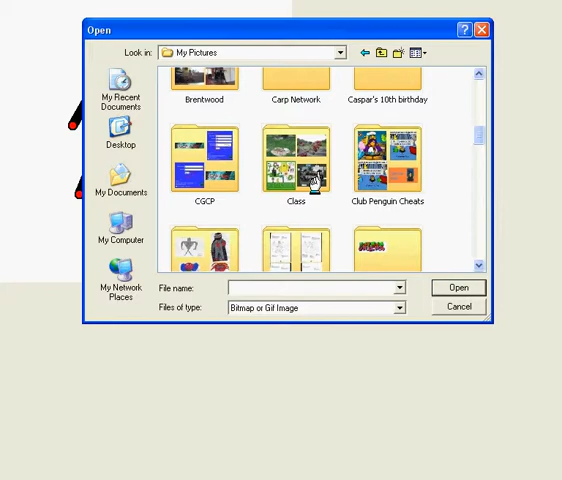 Open
Look in:
My Pictures
My Recent
Documents
Desktop
My Documents
My Computer
My Network
Places
Brentwood
Carp Network
Caspar's 10th birthday
CGCP
Class
Club Penguin Cheats
File name:
Open
Files of type:
Bitmap or Gif Image
Cancel